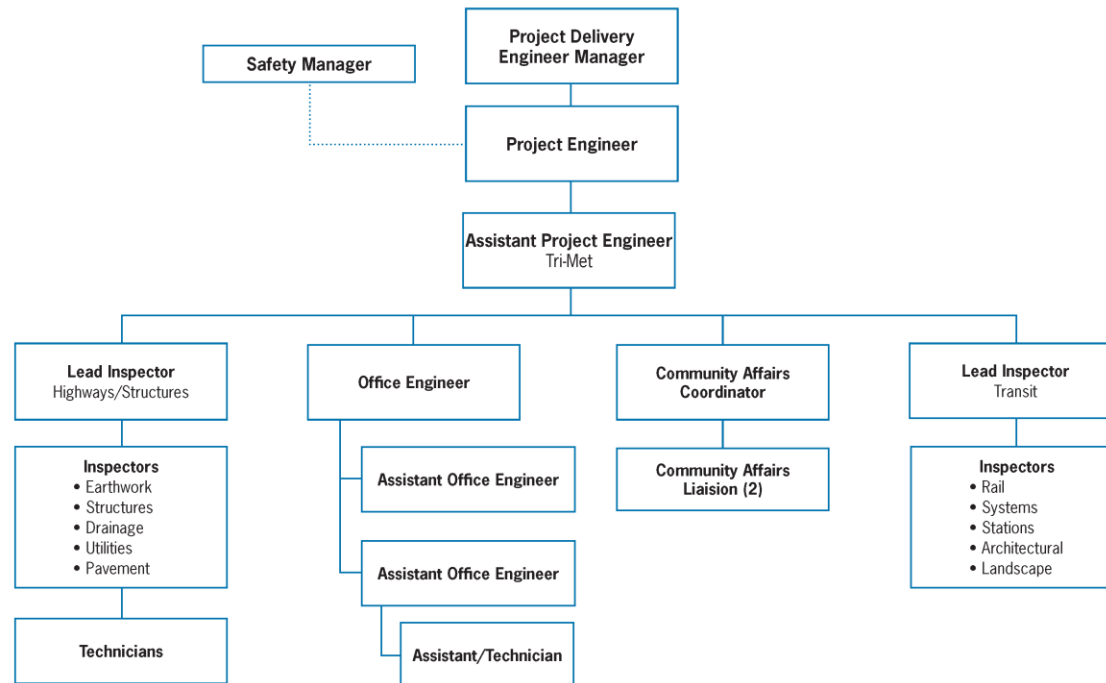 Project Delivery
Engineer Manager
Safety Manager
Project Engineer
Assistant Project Engineer
Tri-Met
Lead Inspector
Highways/Structures
Office Engineer
Community Affairs
Coordinator
Lead Inspector
Transit
Inspectors
• Earthwork
• Structures
• Drainage
• Utilities
• Pavement
Assistant Office Engineer
Community Affairs
Liaision (2)
Inspectors
• Rail
• Systems
• Stations
• Architectural
• Landscape
Assistant Office Engineer
Technicians
Assistant/Technician